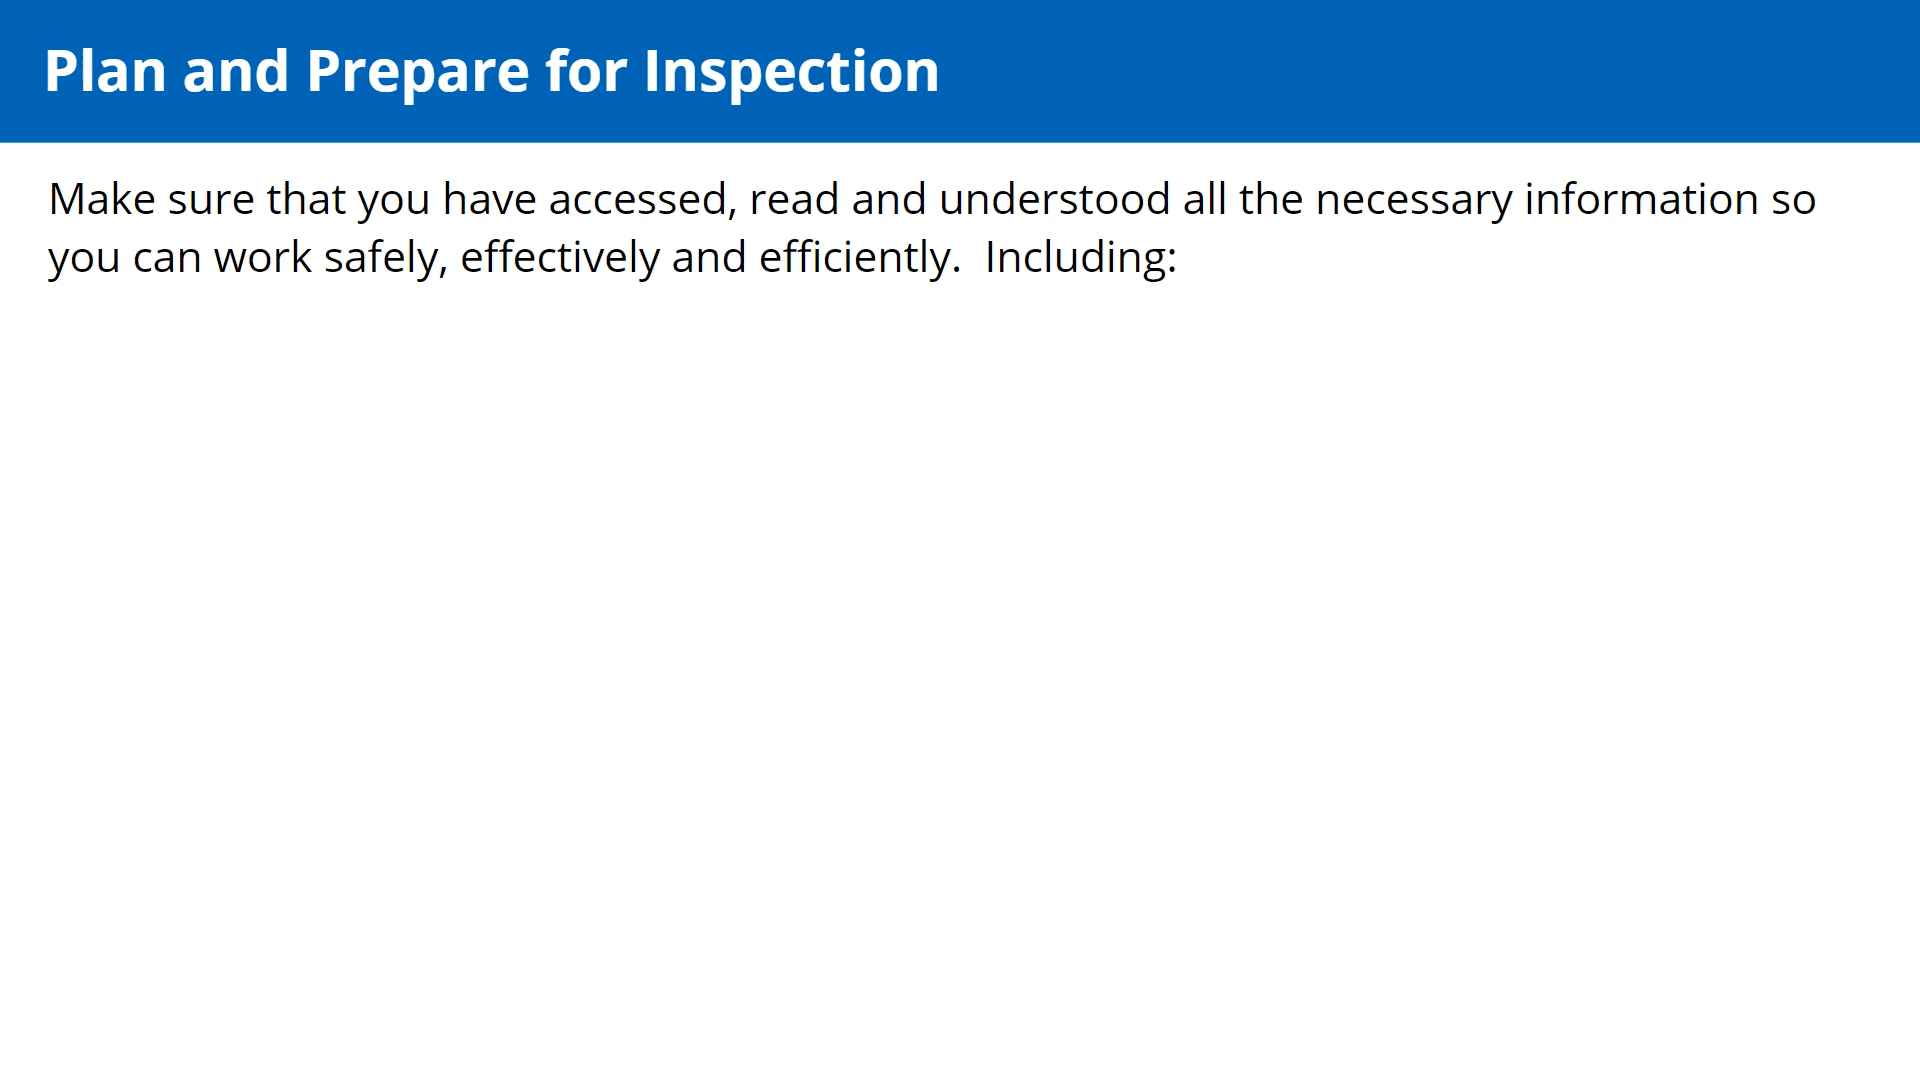 Plan and Prepare for Inspection
Make sure that you have accessed, read and understood all the necessary information so
you can work safely, effectively and efficiently.  Including: